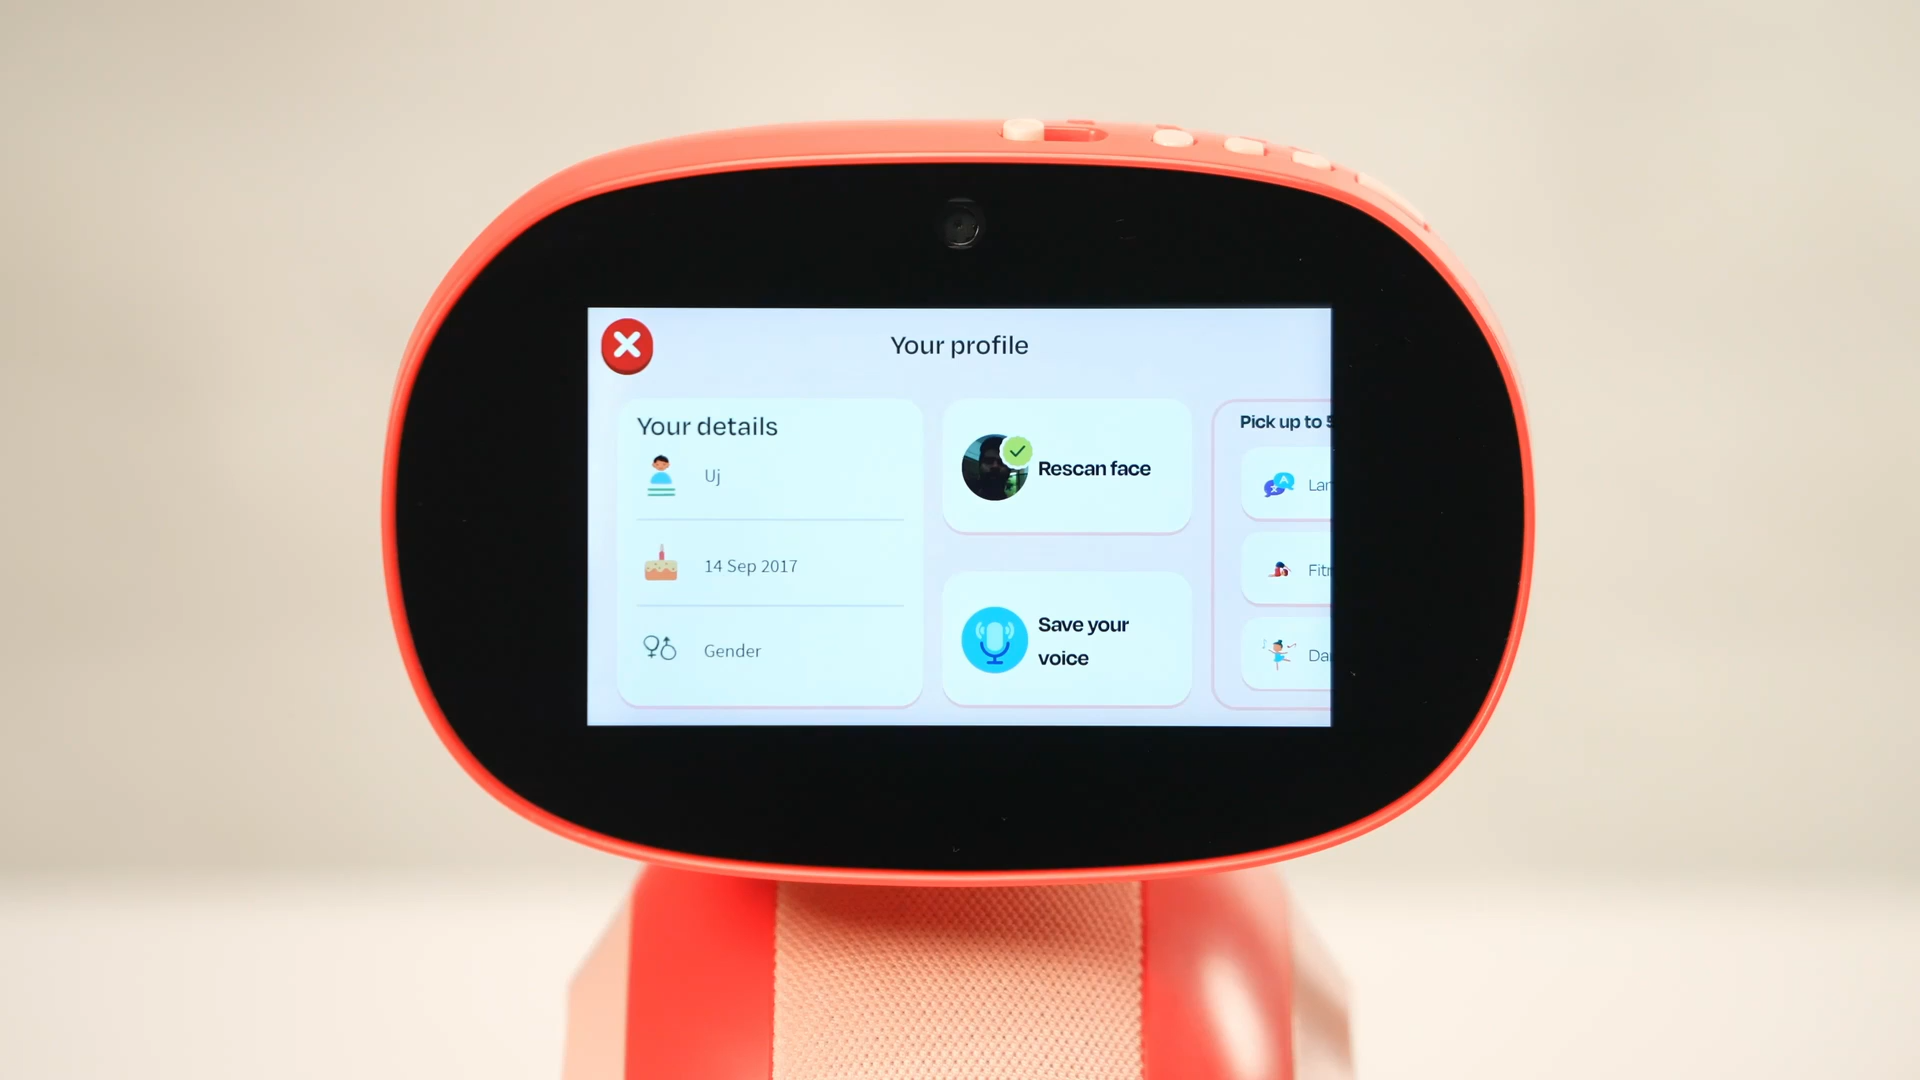 Your profile
Your details
Uj
14 Sep 2017
Gender
Rescan face
Save your
voice
Pick up to